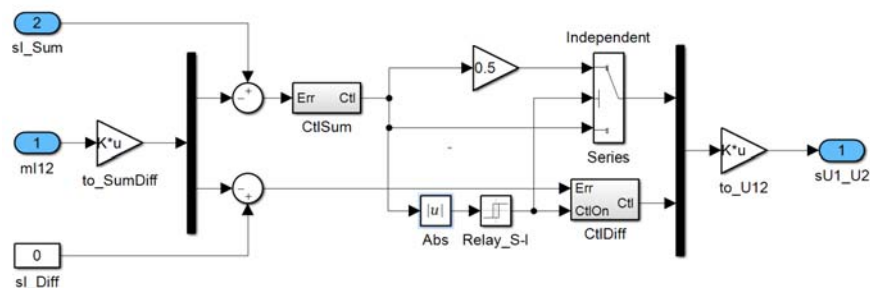 2
sI_Sum
Independent
0.5
Err Ctl
CtlSum
1
mI12
K*u
to_SumDiff
Series
K*u
to_U12
1
sU1_U2
|u|
Abs
Relay_S-I
Err
CtlOn
Ctl
CtlDiff
0
sI_Diff